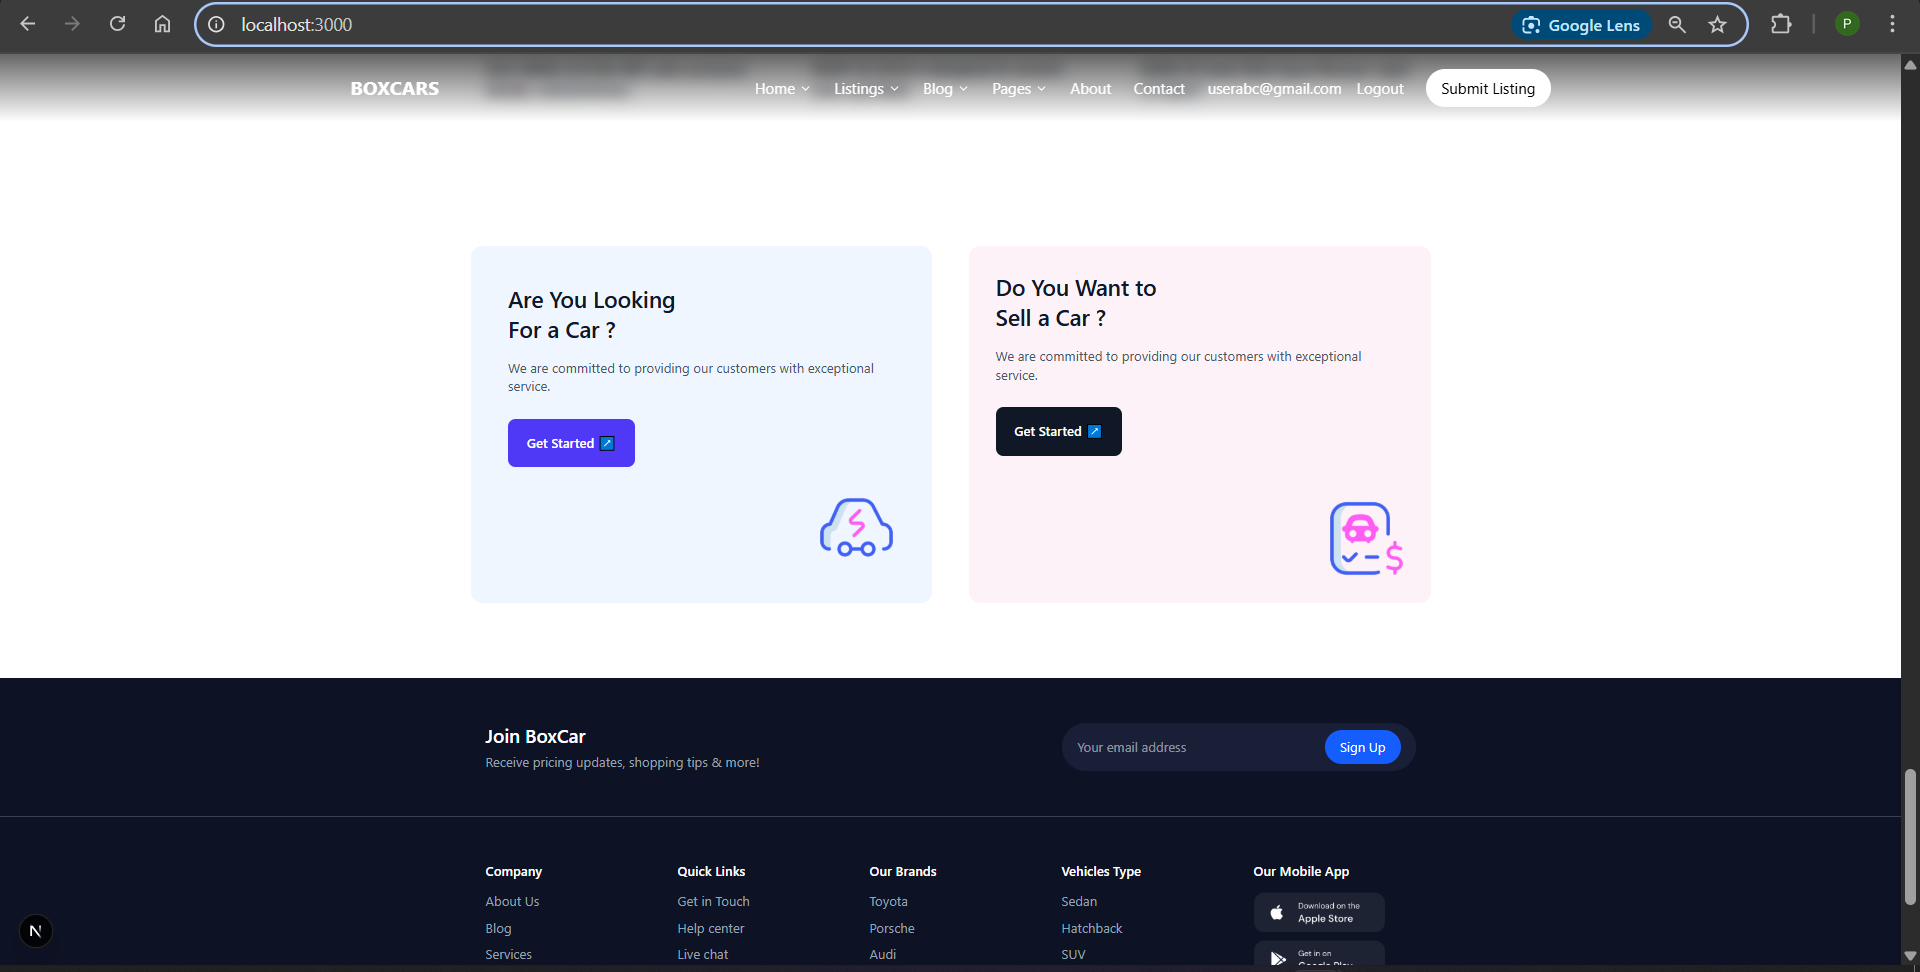 localhost:3000
Google Lens
P
BOXCARS
Home
Listings
Blog
Pages
About
Contact
userabc@gmail.com
Logout
Submit Listing
Are You Looking
For a Car ?
We are committed to providing our customers with exceptional
service.
Get Started
Do You Want to
Sell a Car ?
We are committed to providing our customers with exceptional
service.
Get Started
$
Join BoxCar
Receive pricing updates, shopping tips & more!
Your email address
Sign Up
Company
About Us
Blog
Services
Quick Links
Get in Touch
Help center
Live chat
Our Brands
Toyota
Porsche
Audi
Vehicles Type
Sedan
Hatchback
SUV
Our Mobile App
Download on the
Apple Store
Get in on
Google Play
N